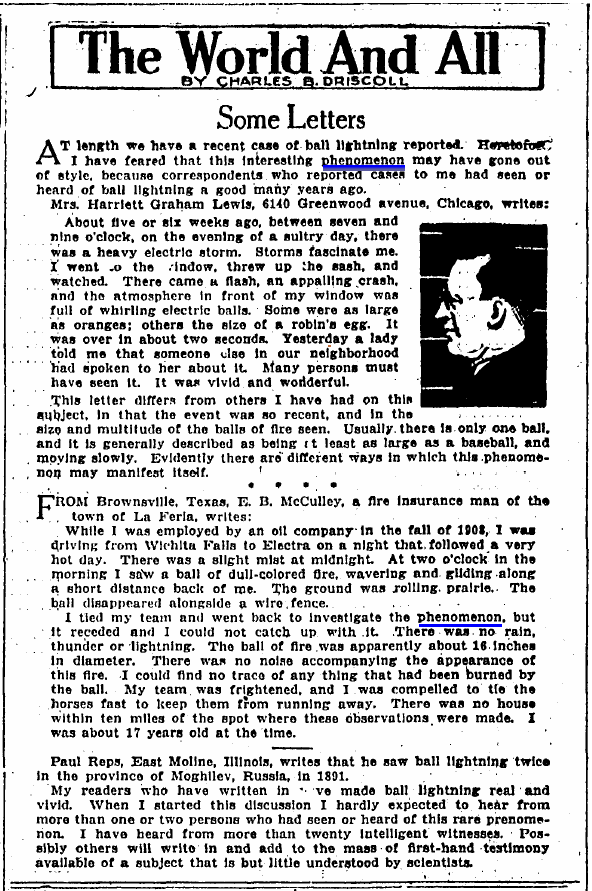 The World And All
BY CHARLES B. DRISCOLL
Some Letters
AT length we have a recent case of ball lightning reported. Heretofore,
I have feared that this interesting phenomenon may have gone out
of style, because correspondents who reported cases to me had seen or
heard of ball lightning a good many years ago.
Mrs. Harriett Graham Lewis, 6140 Greenwood avenue, Chicago, writes:
About five or six weeks ago, between seven and
nine o'clock, on the evening of a sultry day, there
was a heavy electric storm. Storms fascinate me.
I went to the window, threw up the sash, and
watched. There came a flash, an appalling crash,
and the atmosphere in front of my window was
full of whirling electric balls. Some were as large
as oranges; others the size of a robin's egg. It
was over in about two seconds. Yesterday a lady
told me that someone else in our neighborhood
had spoken to her about it. Many persons must
have seen it. It was vivid and wonderful.
This letter differs from others I have had on this
subject, in that the event was so recent, and in the
size and multitude of the balls of fire seen. Usually there is only one ball,
and it is generally described as being at least as large as a baseball, and
moving slowly. Evidently there are different ways in which this phenome-
non may manifest itself.
* * * *
FROM Brownsville, Texas, E. B. McCulley, a fire insurance man of the
town of La Feria, writes:
While I was employed by an oil company in the fall of 1908, I was
driving from Wichita Falls to Electra on a night that followed a very
hot day. There was a slight mist at midnight. At two o'clock in the
morning I saw a ball of dull-colored fire, wavering and gliding along
a short distance back of me. The ground was rolling prairie. The
ball disappeared alongside a wire fence.
I tied my team and went back to investigate the phenomenon, but
it receded and I could not catch up with it. There was no rain,
thunder or lightning. The ball of fire was apparently about 16 inches
in diameter. There was no noise accompanying the appearance of
this fire. I could find no trace of any thing that had been burned by
the ball. My team was frightened, and I was compelled to tie the
horses fast to keep them from running away. There was no house
within ten miles of the spot where these observations were made. I
was about 17 years old at the time.
Paul Reps, East Moline, Illinois, writes that he saw ball lightning twice
in the province of Moghilev, Russia, in 1891.
My readers who have written in have made ball lightning real and
vivid. When I started this discussion I hardly expected to hear from
more than one or two persons who had seen or heard of this rare phenome-
non. I have heard from more than twenty intelligent witnesses. Pos-
sibly others will write in and add to the mass of first-hand testimony
available of a subject that is but little understood by scientists.